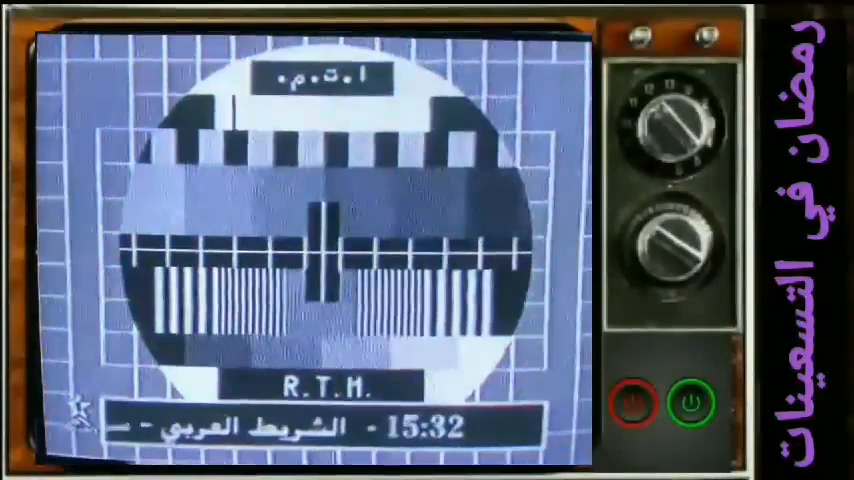 ا.ت.م.
R.T.M.
15:32 - الشريط العربي -
رمضان في التسعينات